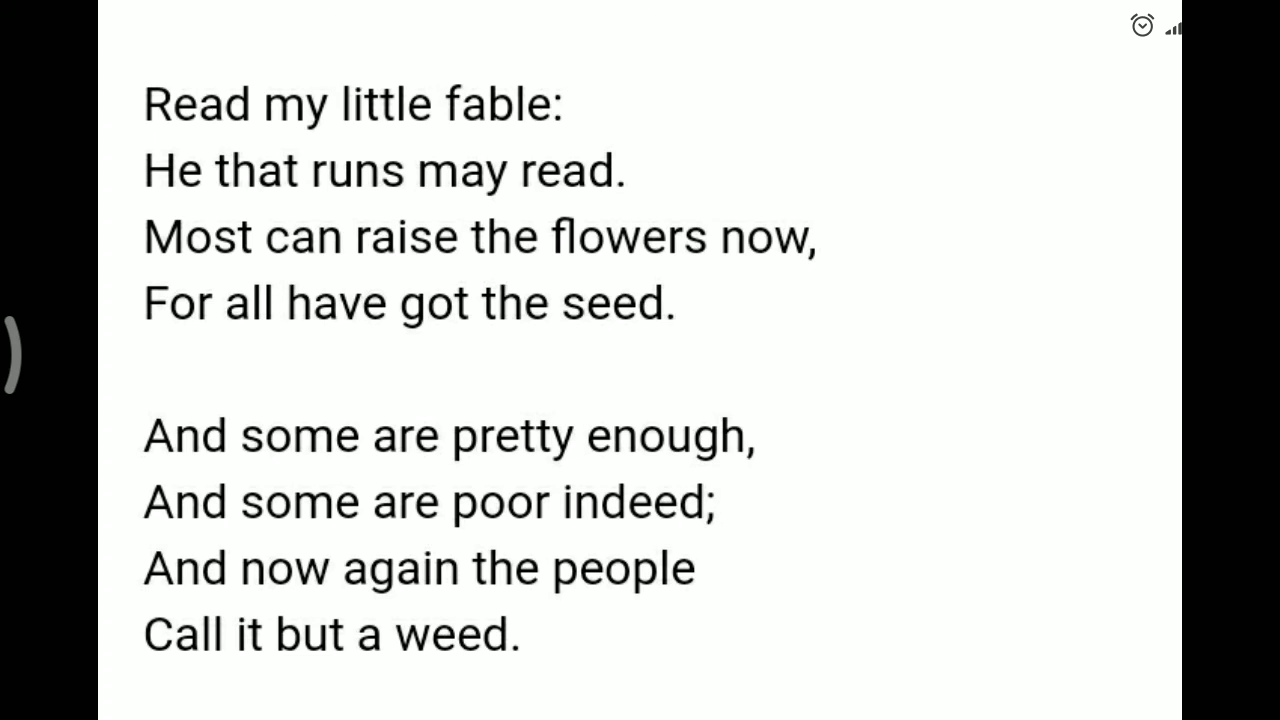 Read my little fable:
He that runs may read.
Most can raise the flowers now,
For all have got the seed.
And some are pretty enough,
And some are poor indeed;
And now again the people
Call it but a weed.